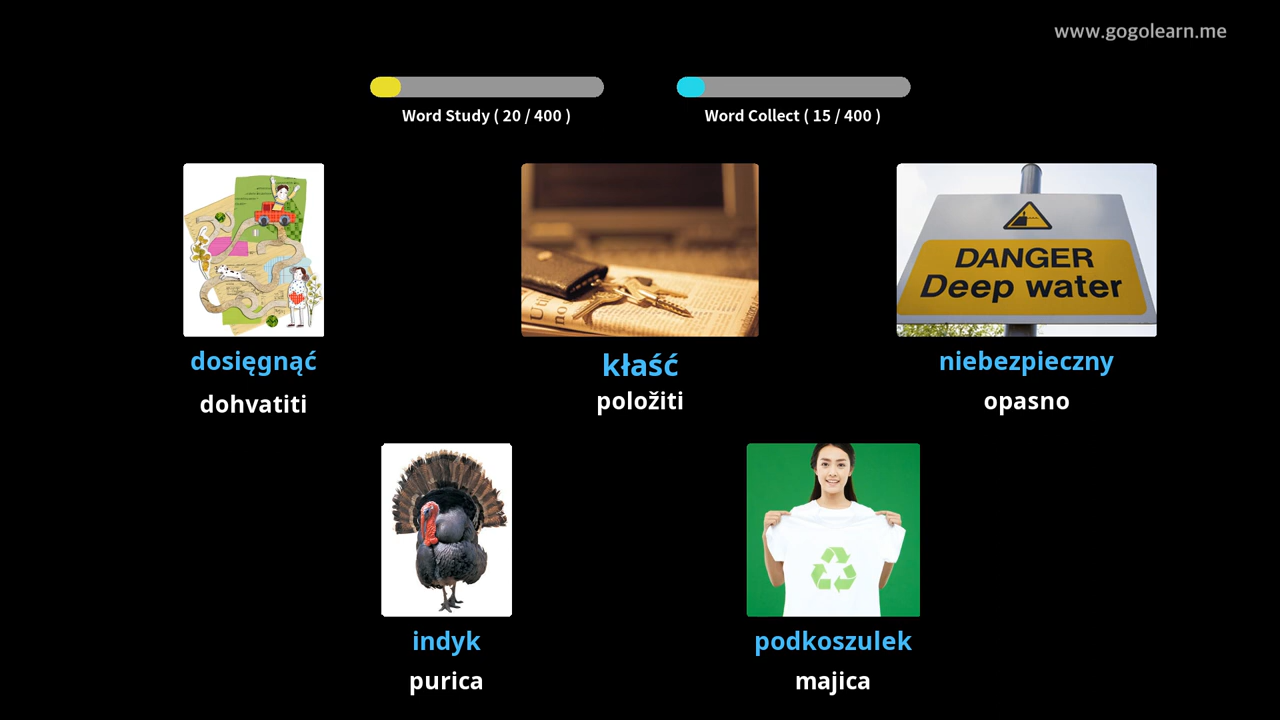 www.gogolearn.me
Word Study ( 20 / 400 )
Word Collect ( 15 / 400 )
DANGER
Deep water
dosięgnąć
dohvatiti
kłaść
położiti
niebezpieczny
opasno
indyk
purica
podkoszulek
majica